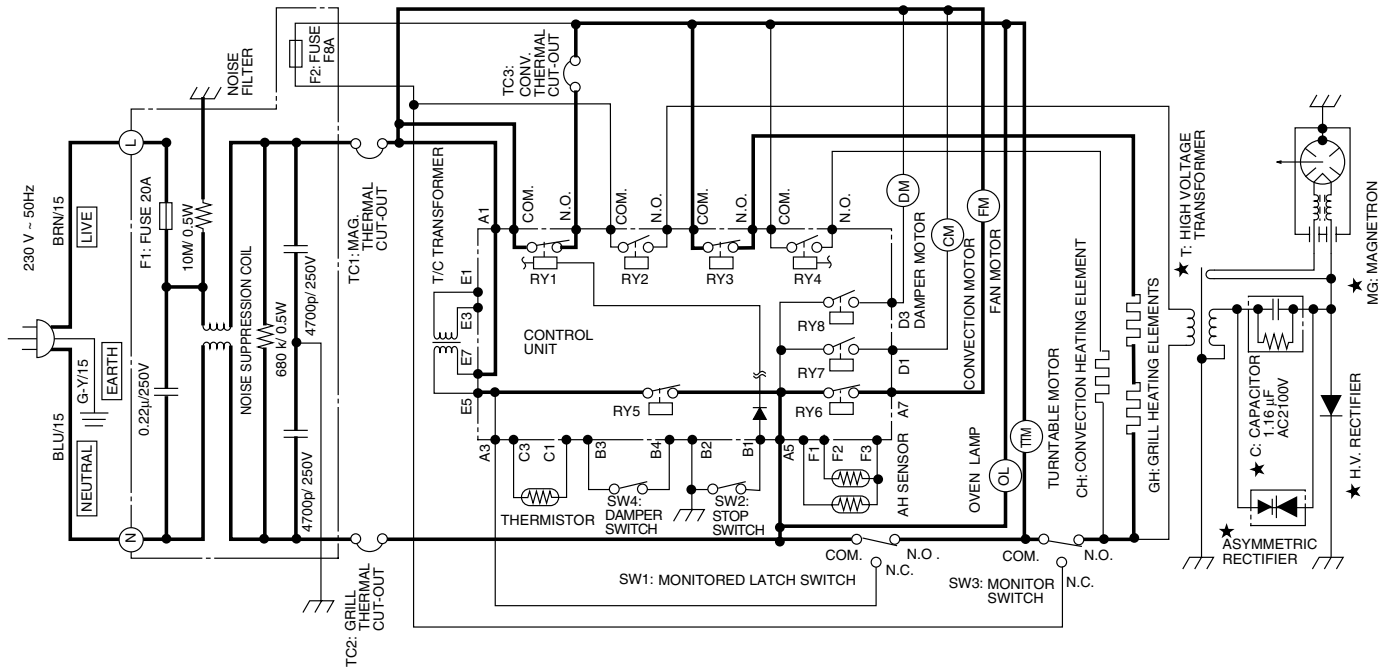 230 V ~ 50Hz
BRN/15
LIVE
G-Y/15
EARTH
BLU/15
NEUTRAL
L
N
F1: FUSE 20A
10M/ 0.5W
0.22µ/250V
NOISE
FILTER
NOISE SUPPRESSION COIL
680 k/ 0.5W
4700p/ 250V
4700p/ 250V
F2: FUSE
F8A
TC1: MAG.
THERMAL
CUT-OUT
TC2: GRILL
THERMAL
CUT-OUT
TC3: CONV.
THERMAL
CUT-OUT
T/C TRANSFORMER
A1
E1
E3
E7
E5
CONTROL
UNIT
COM.
N.O.
COM.
N.O.
COM.
N.O.
COM.
N.O.
RY1
RY2
RY3
RY4
RY5
RY6
RY7
RY8
D3
D1
A7
A3
C3
C1
B3
B4
B2
B1
A5
F1
F2
F3
THERMISTOR
SW4:
DAMPER
SWITCH
SW2:
STOP
SWITCH
AH SENSOR
DM
DAMPER MOTOR
CM
CONVECTION MOTOR
FM
FAN MOTOR
OL
OVEN LAMP
TTM
TURNTABLE MOTOR
CH: CONVECTION HEATING ELEMENT
GH: GRILL HEATING ELEMENTS
COM.
N.O .
N.C.
SW1: MONITORED LATCH SWITCH
COM.
N.O.
N.C.
SW3: MONITOR
SWITCH
★ T: HIGH VOLTAGE
TRANSFORMER
★ C: CAPACITOR
1.16 µF
AC2100V
★
ASYMMETRIC
RECTIFIER
★ H.V. RECTIFIER
★ MG: MAGNETRON